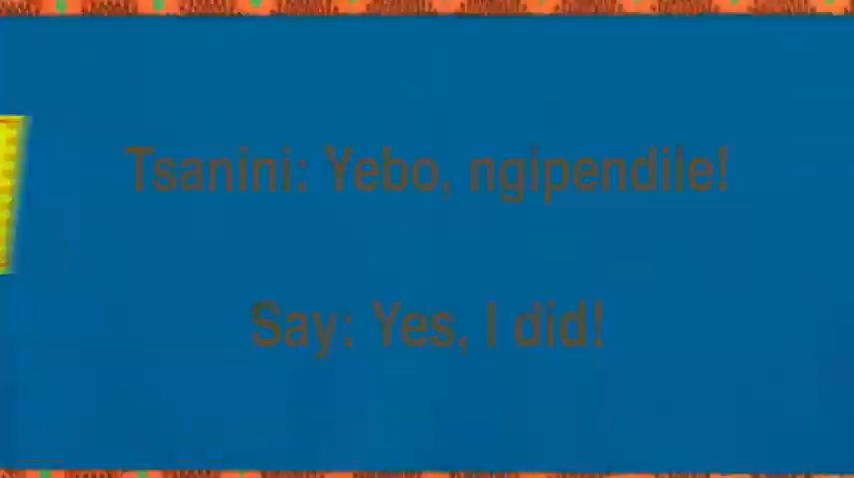 Tsanini: Yebo, ngipendile!
Say: Yes, I did!